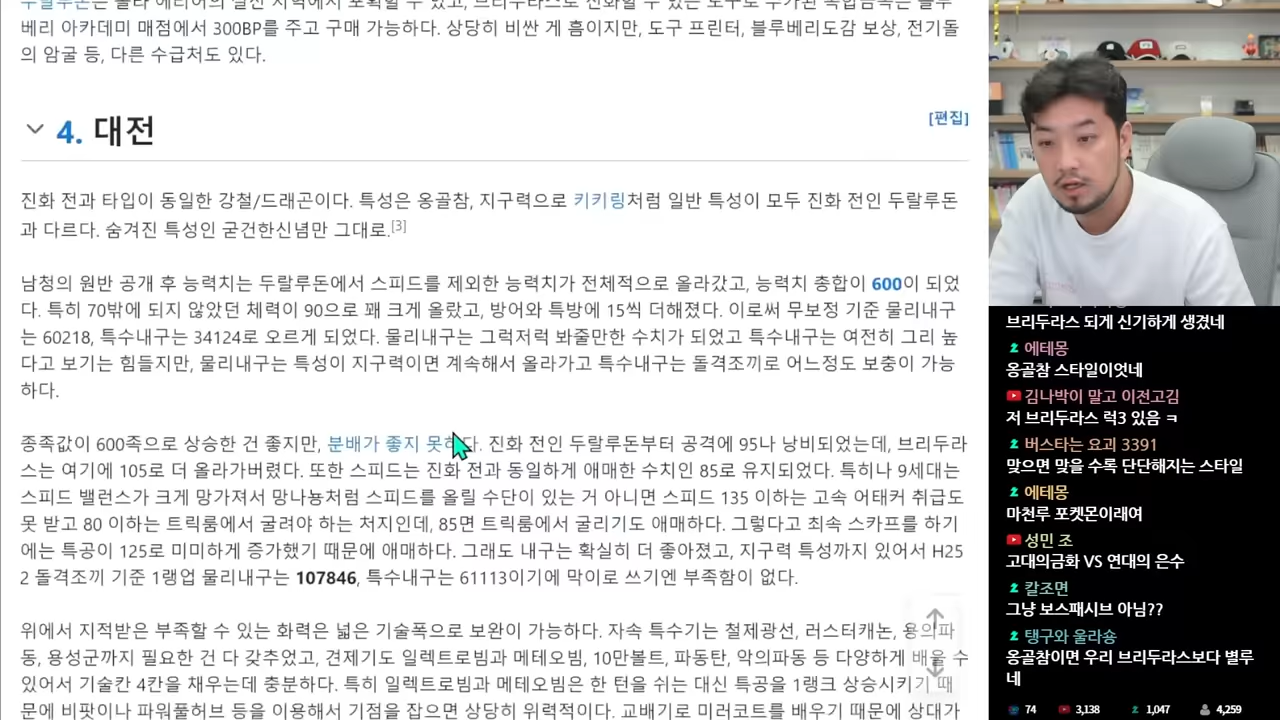 두랄루돈은 블루베리 아카데미 매점에서 300BP를 주고 구매 가능하다. 상당히 비싼 게 흠이지만, 도구 프린터, 블루베리도감 보상, 전기돌
의 암굴 등, 다른 수급처도 있다.
4. 대전
[편집]
진화 전과 타입이 동일한 강철/드래곤이다. 특성은 옹골참, 지구력으로 키키링처럼 일반 특성이 모두 진화 전인 두랄루돈
과 다르다. 숨겨진 특성인 굳건한신념만 그대로.[3]
남청의 원반 공개 후 능력치는 두랄루돈에서 스피드를 제외한 능력치가 전체적으로 올라갔고, 능력치 총합이 600이 되었
다. 특히 70밖에 되지 않았던 체력이 90으로 꽤 크게 올랐고, 방어와 특방에 15씩 더해졌다. 이로써 무보정 기준 물리내구
는 60218, 특수내구는 34124로 오르게 되었다. 물리내구는 그럭저럭 봐줄만한 수치가 되었고 특수내구는 여전히 그리 높
다고 보기는 힘들지만, 물리내구는 특성이 지구력이면 계속해서 올라가고 특수내구는 돌격조끼로 어느정도 보충이 가능
하다.
종족값이 600족으로 상승한 건 좋지만, 분배가 좋지 못하다. 진화 전인 두랄루돈부터 공격에 95나 낭비되었는데, 브리두라
스는 여기에 105로 더 올라가버렸다. 또한 스피드는 진화 전과 동일하게 애매한 수치인 85로 유지되었다. 특히나 9세대는
스피드 밸런스가 크게 망가져서 망나뇽처럼 스피드를 올릴 수단이 있는 거 아니면 스피드 135 이하는 고속 어태커 취급도
못 받고 80 이하는 트릭룸에서 굴려야 하는 처지인데, 85면 트릭룸에서 굴리기도 애매하다. 그렇다고 최속 스카프를 하기
에는 특공이 125로 미미하게 증가했기 때문에 애매하다. 그래도 내구는 확실히 더 좋아졌고, 지구력 특성까지 있어서 H25
2 돌격조끼 기준 1랭업 물리내구는 107846, 특수내구는 61113이기에 막이로 쓰기엔 부족함이 없다.
위에서 지적받은 부족할 수 있는 화력은 넓은 기술폭으로 보완이 가능하다. 자속 특수기는 철제광선, 러스터캐논, 용의파
동, 용성군까지 필요한 건 다 갖추었고, 견제기도 일렉트로빔과 메테오빔, 10만볼트, 파동탄, 악의파동 등 다양하게 배울 수
있어서 기술칸 4칸을 채우는데 충분하다. 특히 일렉트로빔과 메테오빔은 한 턴을 쉬는 대신 특공을 1랭크 상승시키기 때
문에 비팟이나 파워풀허브 등을 이용해서 기점을 잡으면 상당히 위력적이다. 교배기로 미러코트를 배우기 때문에 상대가
브리두라스 되게 신기하게 생겼네
에테몽
옹골참 스타일이엇네
김나박이 말고 이전고김
저 브리두라스 럭3 있음 ㅋ
버스타는 요괴 3391
맞으면 맞을 수록 단단해지는 스타일
에테몽
마천루 포켓몬이래여
성민 조
고대의금화 VS 연대의 은수
칼조면
그냥 보스패시브 아님??
탱구와 울라숑
옹골참이면 우리 브리두라스보다 별루
네
74 3,138 1,047 4,259